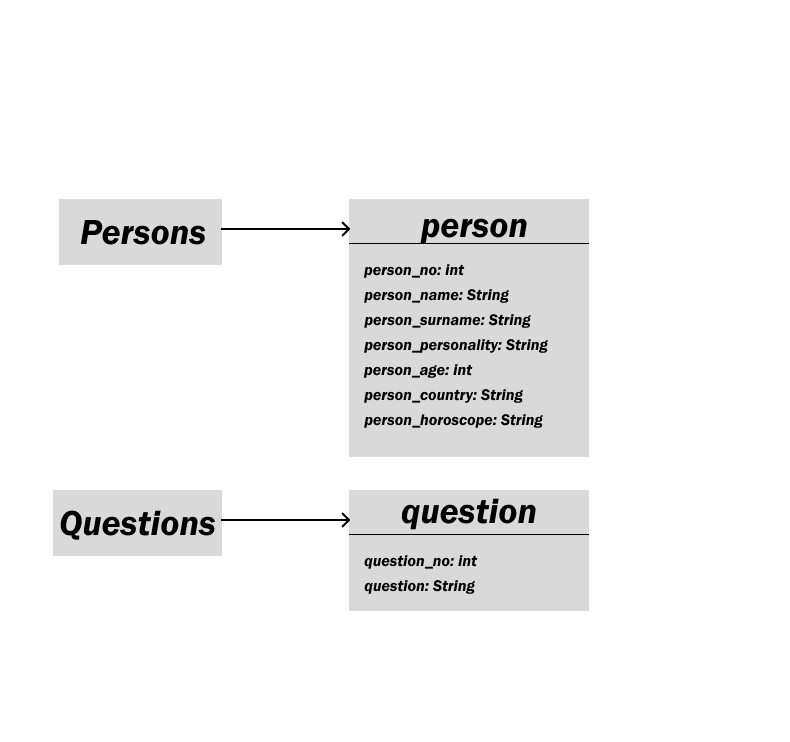 Persons
person
person_no: int
person_name: String
person_surname: String
person_personality: String
person_age: int
person_country: String
person_horoscope: String
Questions
question
question_no: int
question: String